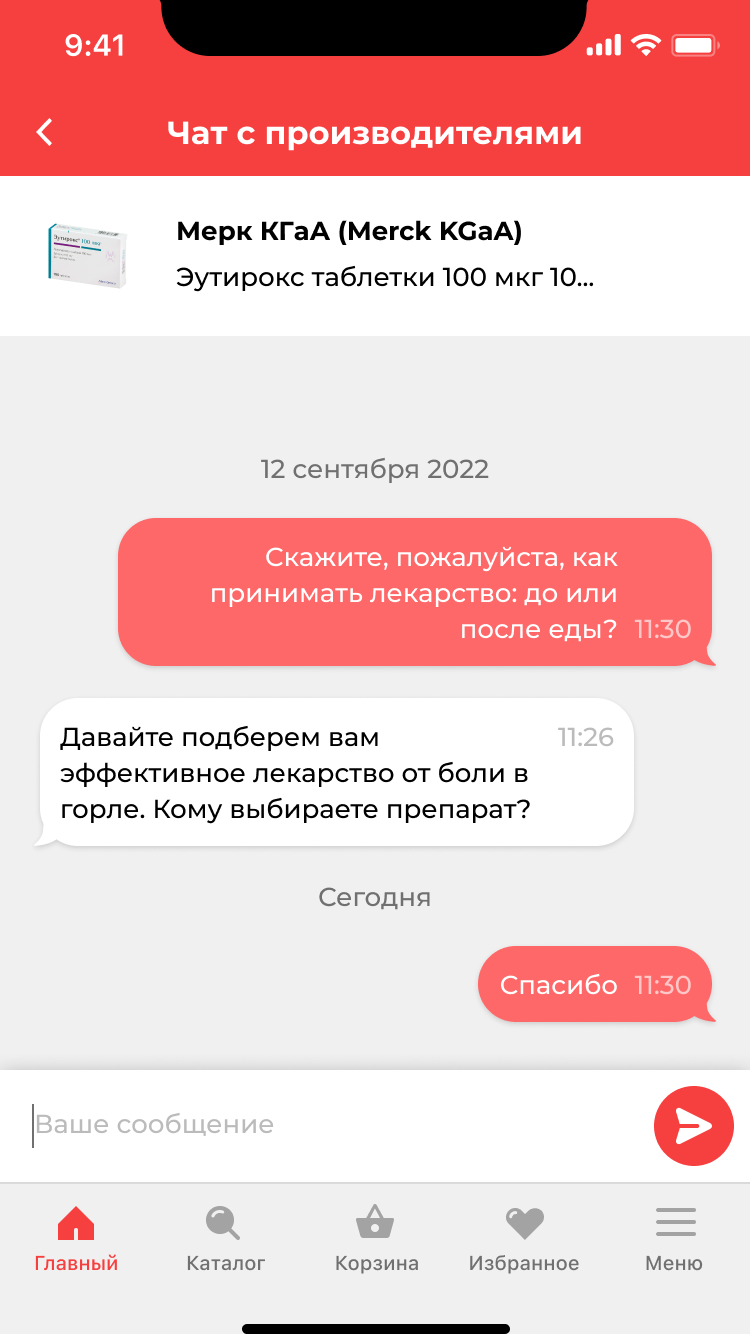 9:41
Чат с производителями
Эутирокс® 100 мкг
Мерк КГаА (Merck KGaA)
Эутирокс таблетки 100 мкг 10...
12 сентября 2022
Скажите, пожалуйста, как
принимать лекарство: до или
после еды? 11:30
Давайте подберем вам 11:26
эффективное лекарство от боли в
горле. Кому выбираете препарат?
Сегодня
Спасибо 11:30
Ваше сообщение
Главный Каталог Корзина Избранное Меню